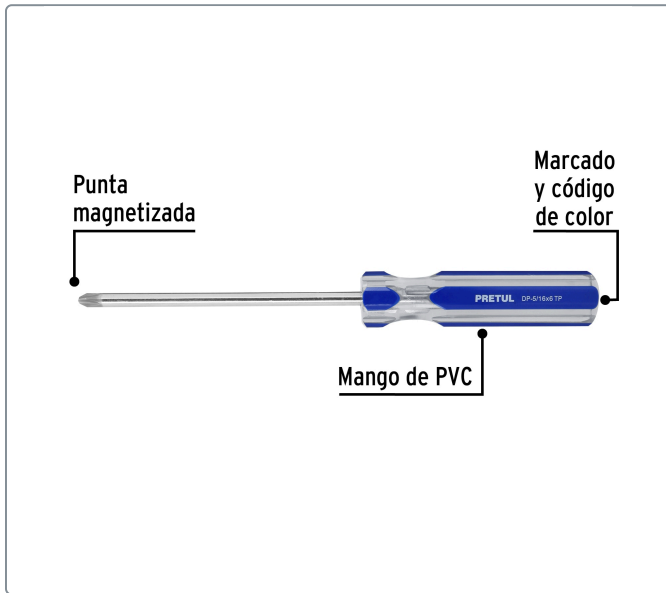 Punta
magnetizada
Marcado
y código
de color
PRETUL DP-5/16x6 TP
Mango de PVC